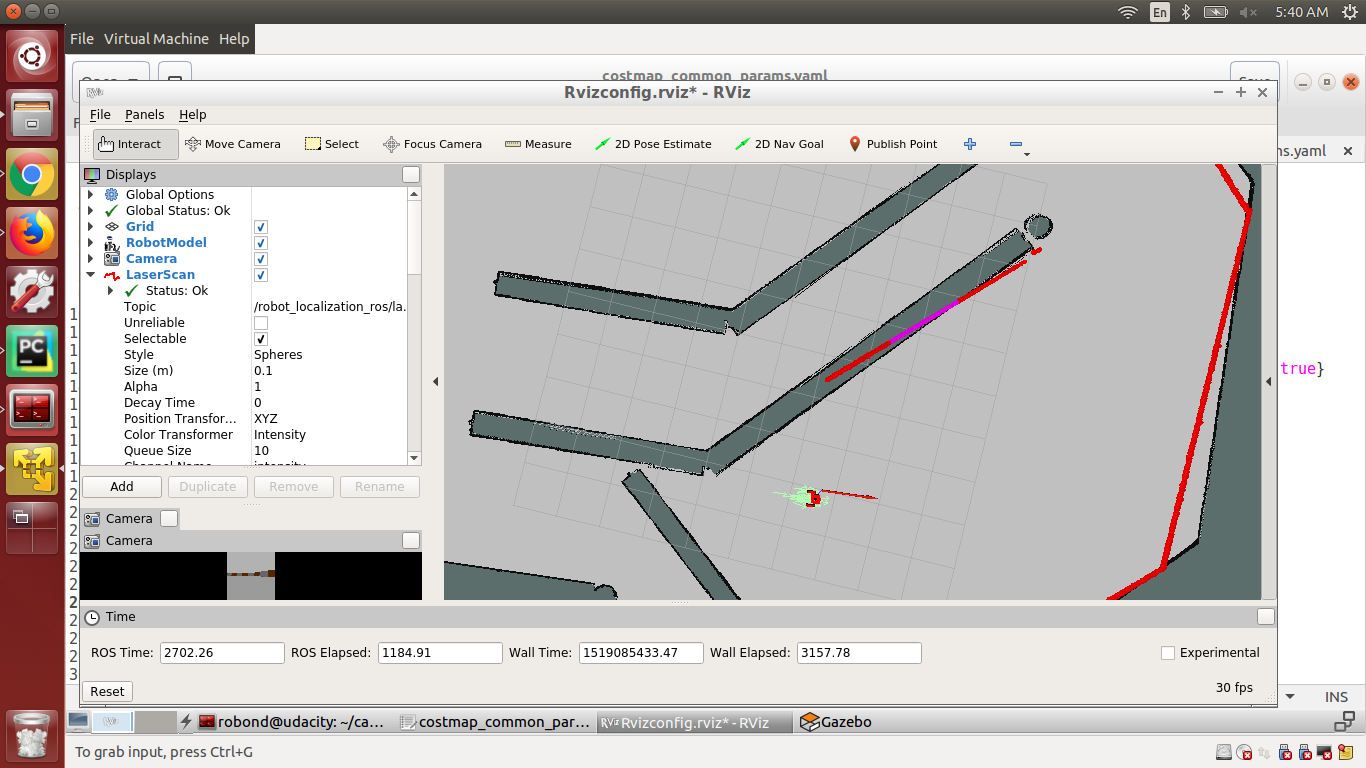 En
5:40 AM
File Virtual Machine Help
costmap_common_params.yaml
Rvizconfig.rviz* - RViz
File Panels Help
Interact Move Camera Select Focus Camera Measure 2D Pose Estimate 2D Nav Goal Publish Point
ms.yaml
Displays
Global Options
Global Status: Ok
Grid
RobotModel
Camera
LaserScan
Status: Ok
Topic /robot_localization_ros/la...
Unreliable
Selectable
Style Spheres
Size (m) 0.1
Alpha 1
Decay Time 0
Position Transfor... XYZ
Color Transformer Intensity
Queue Size 10
true}
Add Duplicate Remove Rename
Camera
Camera
Time
ROS Time: 2702.26 ROS Elapsed: 1184.91 Wall Time: 1519085433.47 Wall Elapsed: 3157.78 Experimental
Reset
30 fps
INS
robond@udacity: ~/ca... costmap_common_par... Rvizconfig.rviz* - RViz Gazebo
To grab input, press Ctrl+G